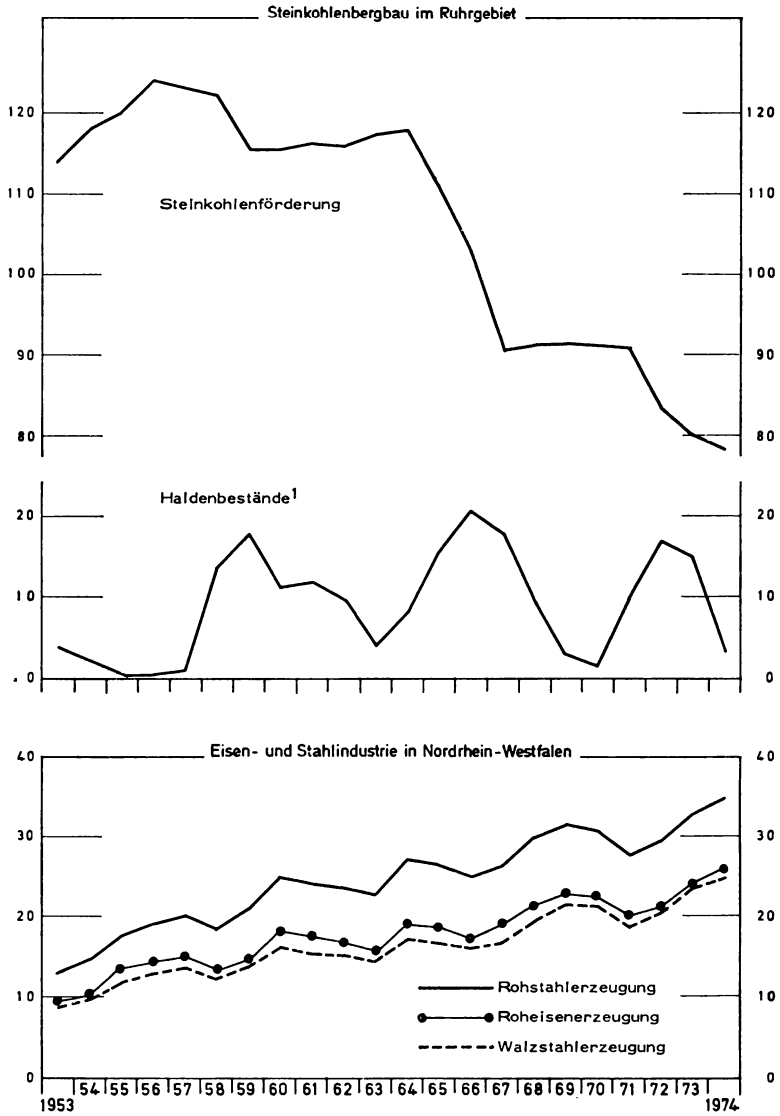 Steinkohlenbergbau im Ruhrgebiet
120 120
110 110
Steinkohlenförderung
100 100
90 90
80 80
Haldenbestände¹
20 20
10 10
0 0
40 Eisen- und Stahlindustrie in Nordrhein-Westfalen 40
30 30
20 20
10 Rohstahlerzeugung 10
Roheisenerzeugung
Walzstahlerzeugung
0 0
54 55 56 57 58 59 60 61 62 63 64 65 66 67 68 69 70 71 72 73
1953 1974